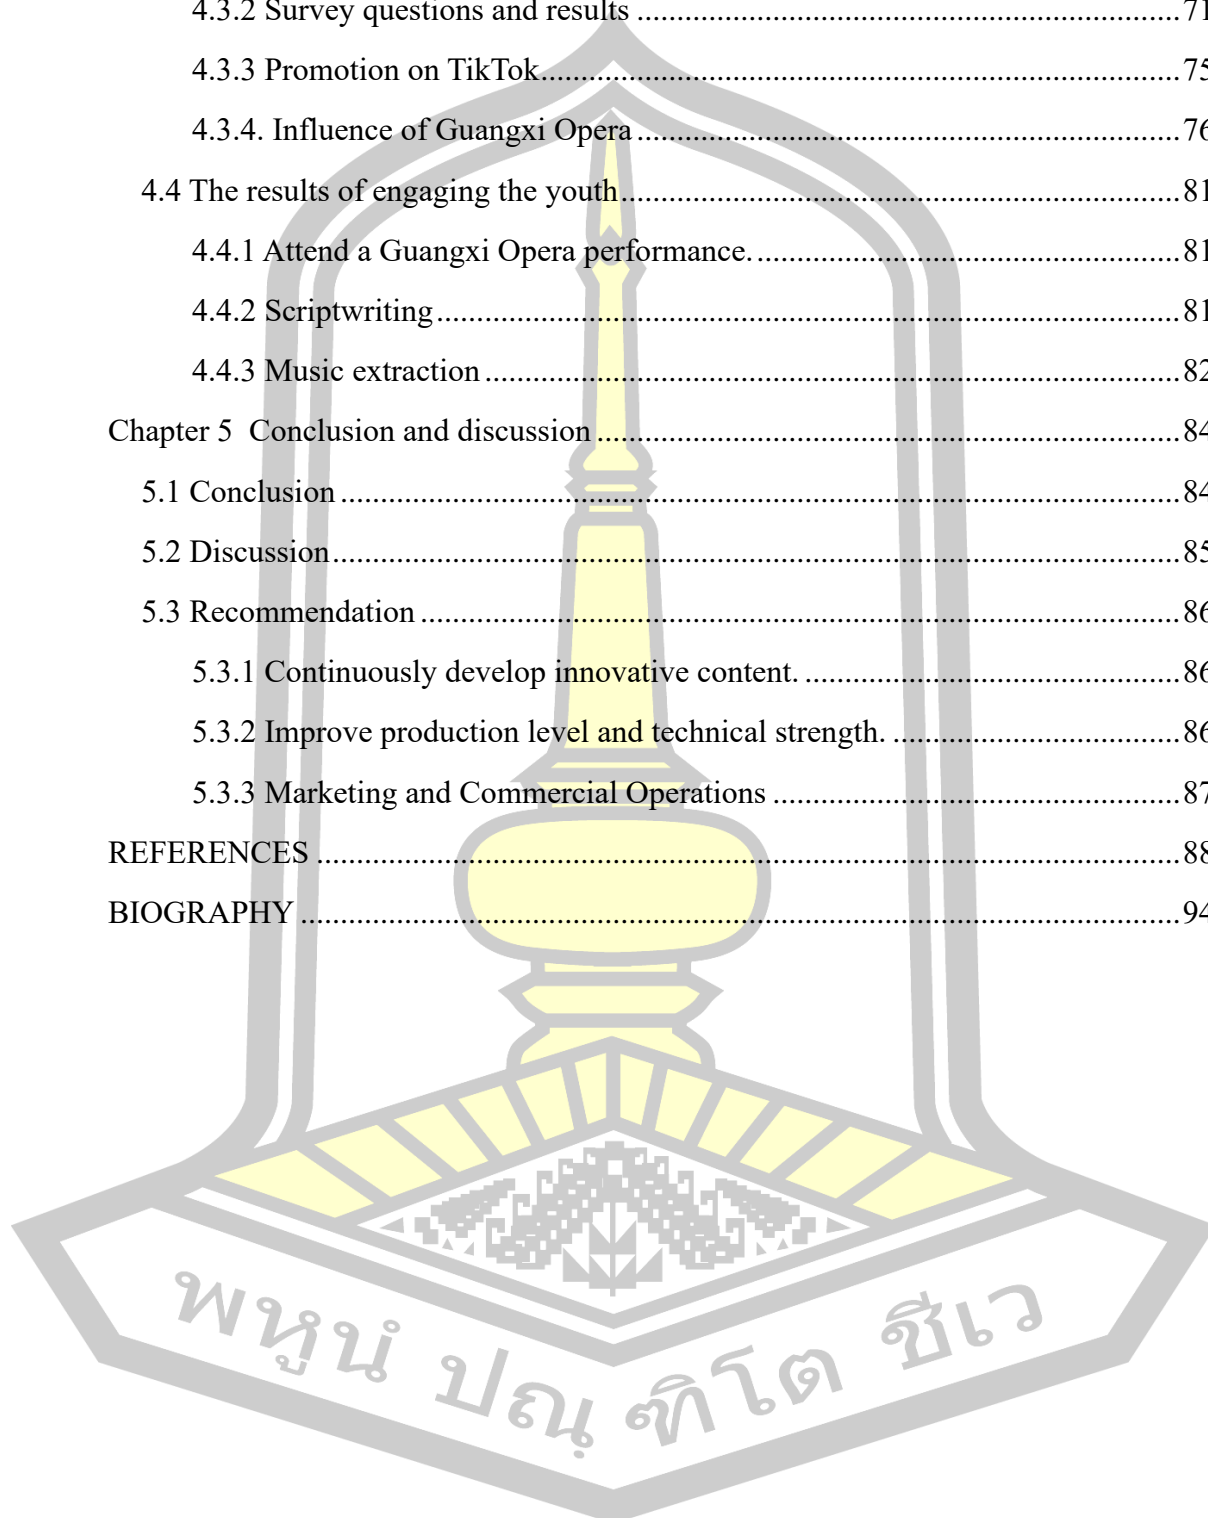 4.3.2 Survey questions and results ........................................ 71
4.3.3 Promotion on TikTok ........................................ 75
4.3.4. Influence of Guangxi Opera ........................................ 76
4.4 The results of engaging the youth ........................................ 81
4.4.1 Attend a Guangxi Opera performance. ........................................ 81
4.4.2 Scriptwriting ........................................ 81
4.4.3 Music extraction ........................................ 82
Chapter 5 Conclusion and discussion ........................................ 84
5.1 Conclusion ........................................ 84
5.2 Discussion ........................................ 85
5.3 Recommendation ........................................ 86
5.3.1 Continuously develop innovative content. ........................................ 86
5.3.2 Improve production level and technical strength. ........................................ 86
5.3.3 Marketing and Commercial Operations ........................................ 87
REFERENCES ........................................ 88
BIOGRAPHY ........................................ 94
พหูนํ ปณฺฑิโต ชีเว